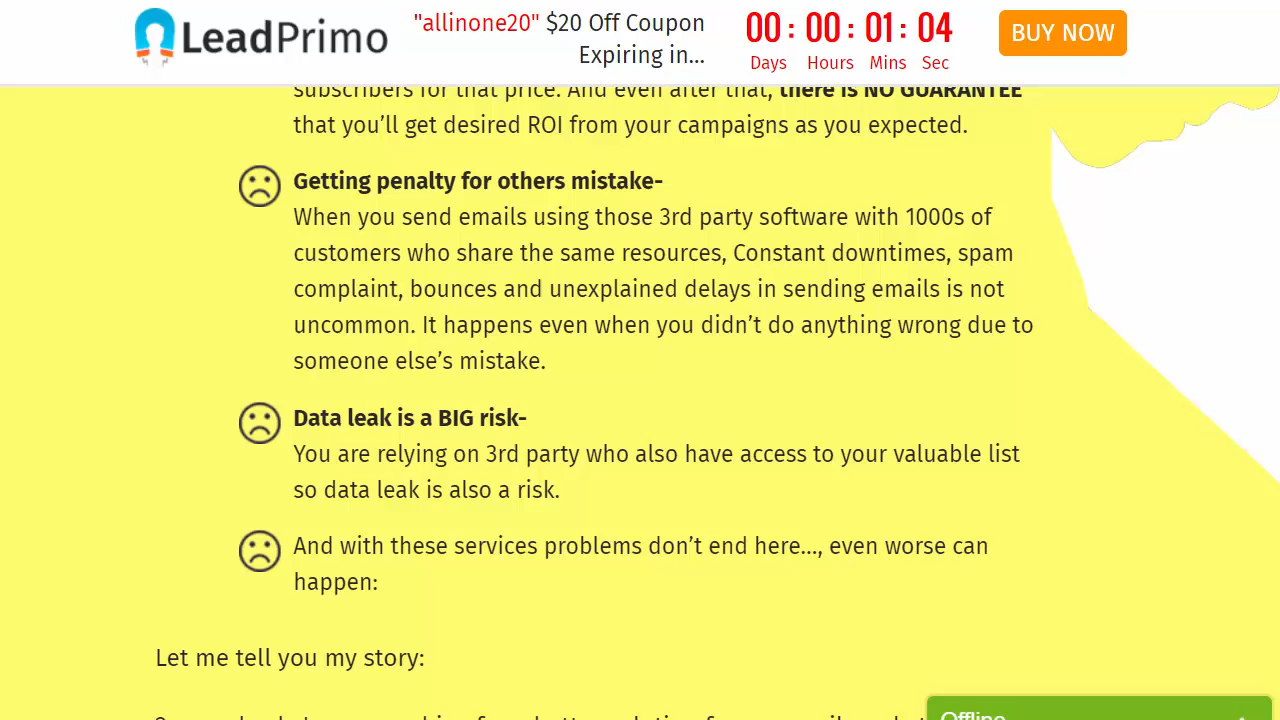 LeadPrimo
"allinone20" $20 Off Coupon
Expiring in...
00 : 00 : 01 : 04
Days Hours Mins Sec
BUY NOW
subscribers for that price. And even after that, there is NO GUARANTEE
that you’ll get desired ROI from your campaigns as you expected.
Getting penalty for others mistake-
When you send emails using those 3rd party software with 1000s of
customers who share the same resources, Constant downtimes, spam
complaint, bounces and unexplained delays in sending emails is not
uncommon. It happens even when you didn’t do anything wrong due to
someone else’s mistake.
Data leak is a BIG risk-
You are relying on 3rd party who also have access to your valuable list
so data leak is also a risk.
And with these services problems don’t end here..., even worse can
happen:
Let me tell you my story:
Offline